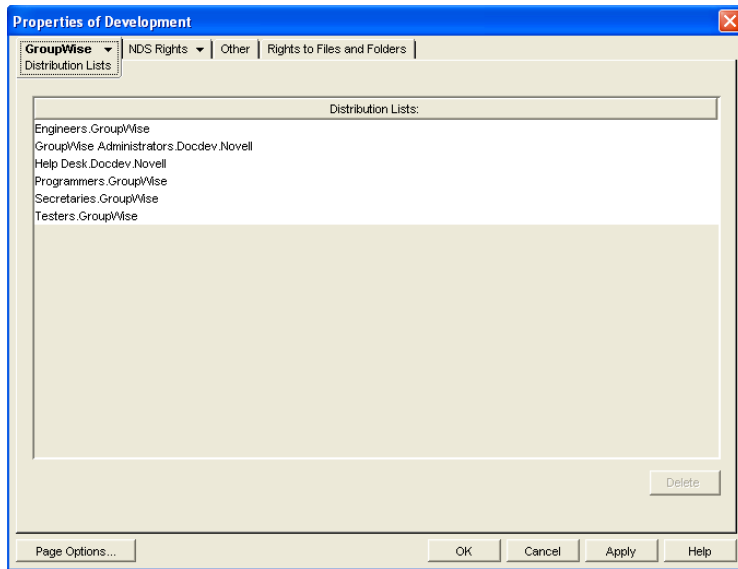 Properties of Development
GroupWise NDS Rights Other Rights to Files and Folders
Distribution Lists
Distribution Lists:
Engineers.GroupWise
GroupWise Administrators.Docdev.Novell
Help Desk.Docdev.Novell
Programmers.GroupWise
Secretaries.GroupWise
Testers.GroupWise
Delete
Page Options... OK Cancel Apply Help